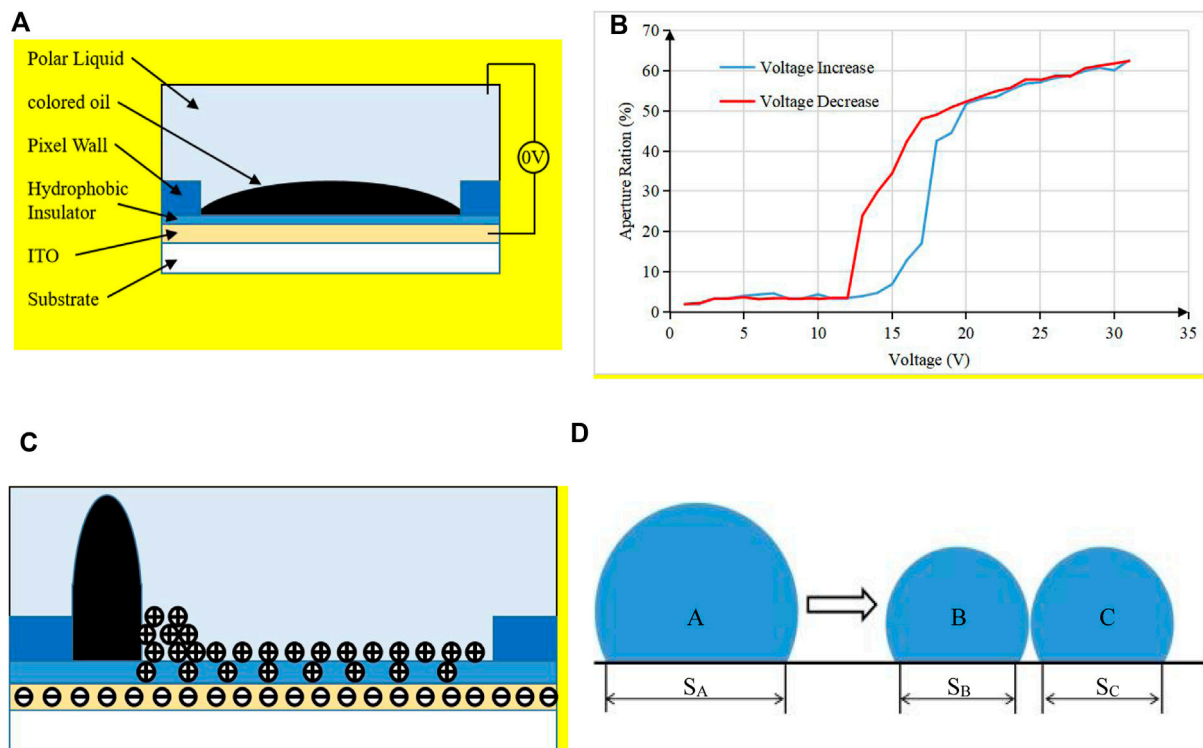 A
Polar Liquid
colored oil
Pixel Wall
Hydrophobic
Insulator
ITO
Substrate
0V
B
Voltage Increase
Voltage Decrease
Aperture Ration (%)
70
60
50
40
30
20
10
0
0 5 10 15 20 25 30 35
Voltage (V)
C
D
A
B
C
SA
SB
SC